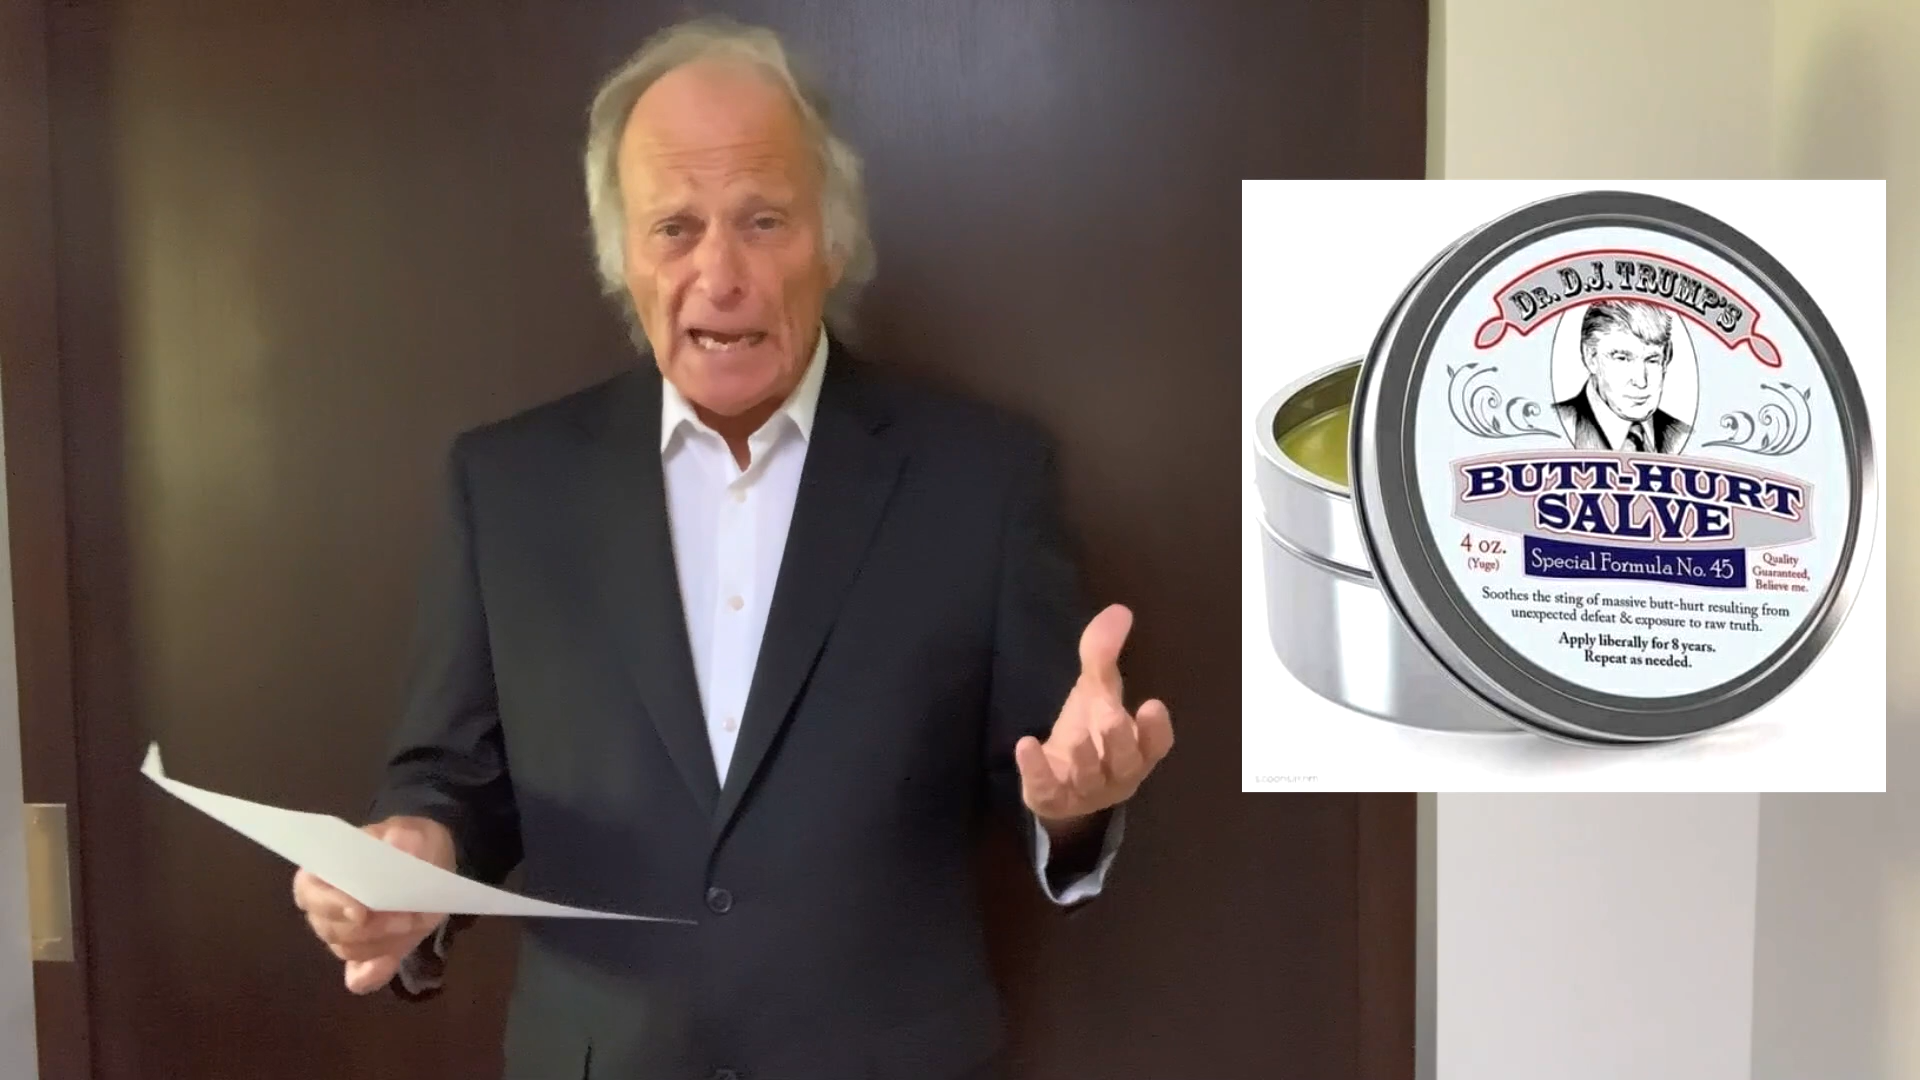 Dr. D.J. TRUMP'S
BUTT-HURT
SALVE
4 oz.
(Yuge)
Special Formula No. 45
Quality
Guaranteed,
Believe me.
Soothes the sting of massive butt-hurt resulting from
unexpected defeat & exposure to raw truth.
Apply liberally for 8 years.
Repeat as needed.